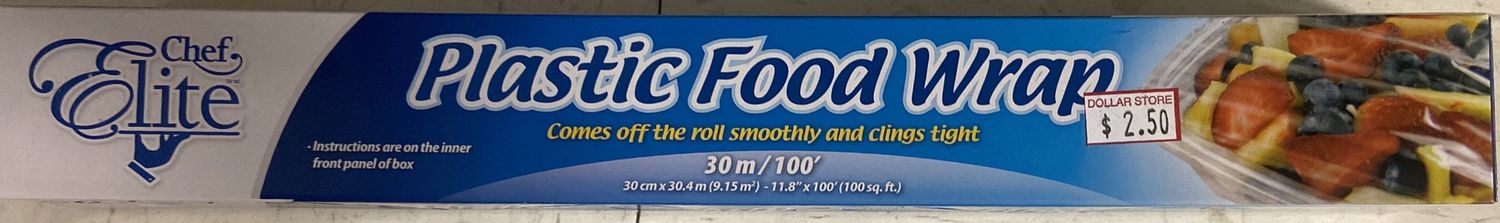 Chef
Elite
Plastic Food Wrap
DOLLAR STORE
$ 2.50
Comes off the roll smoothly and clings tight
- Instructions are on the inner
front panel of box
30 m / 100'
30 cm x 30.4 m (9.15 m²) - 11.8" x 100' (100 sq. ft.)